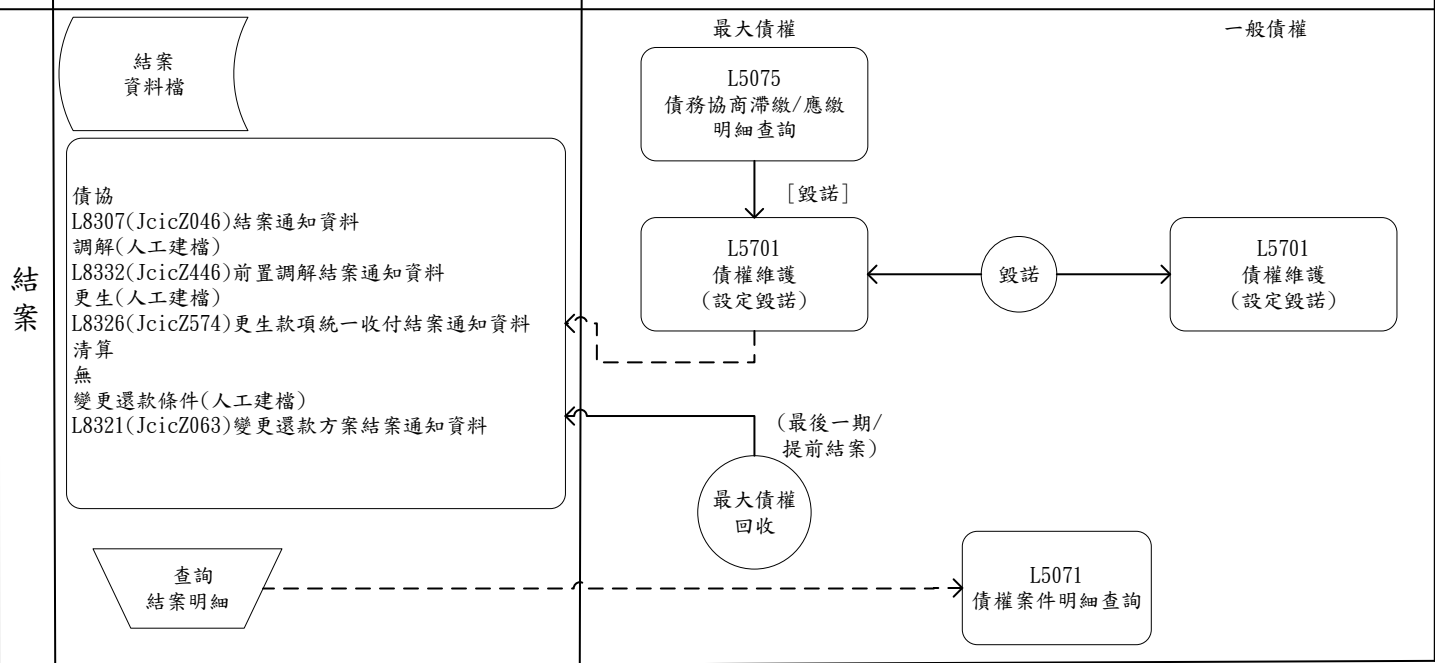 結
案
結案
資料檔
債協
L8307(JcicZ046)結案通知資料
調解(人工建檔)
L8332(JcicZ446)前置調解結案通知資料
更生(人工建檔)
L8326(JcicZ574)更生款項統一收付結案通知資料
清算
無
變更還款條件(人工建檔)
L8321(JcicZ063)變更還款方案結案通知資料
查詢
結案明細
最大債權
一般債權
L5075
債務協商滯繳/應繳
明細查詢
[毀諾]
L5701
債權維護
(設定毀諾)
毀諾
L5701
債權維護
(設定毀諾)
(最後一期/
提前結案)
最大債權
回收
L5071
債權案件明細查詢